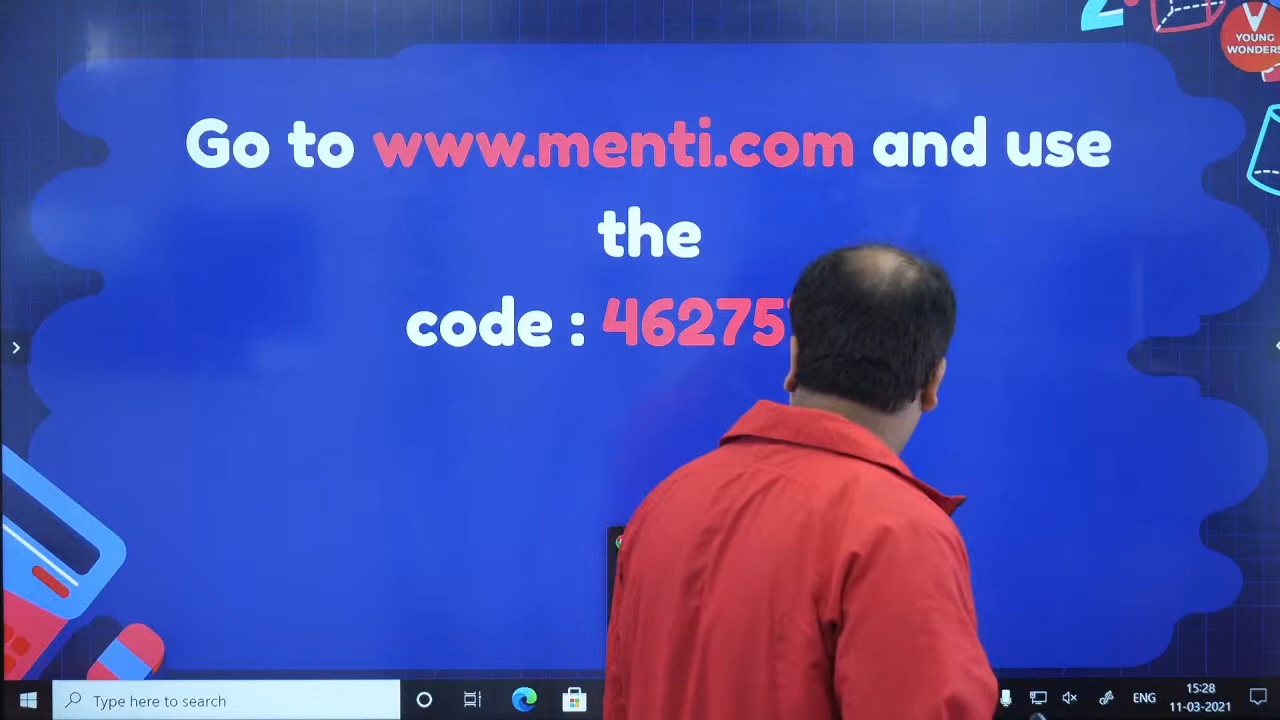 Go to www.menti.com and use
the
code : 46275
YOUNG
WONDERS
Type here to search
ENG
15:28
11-03-2021